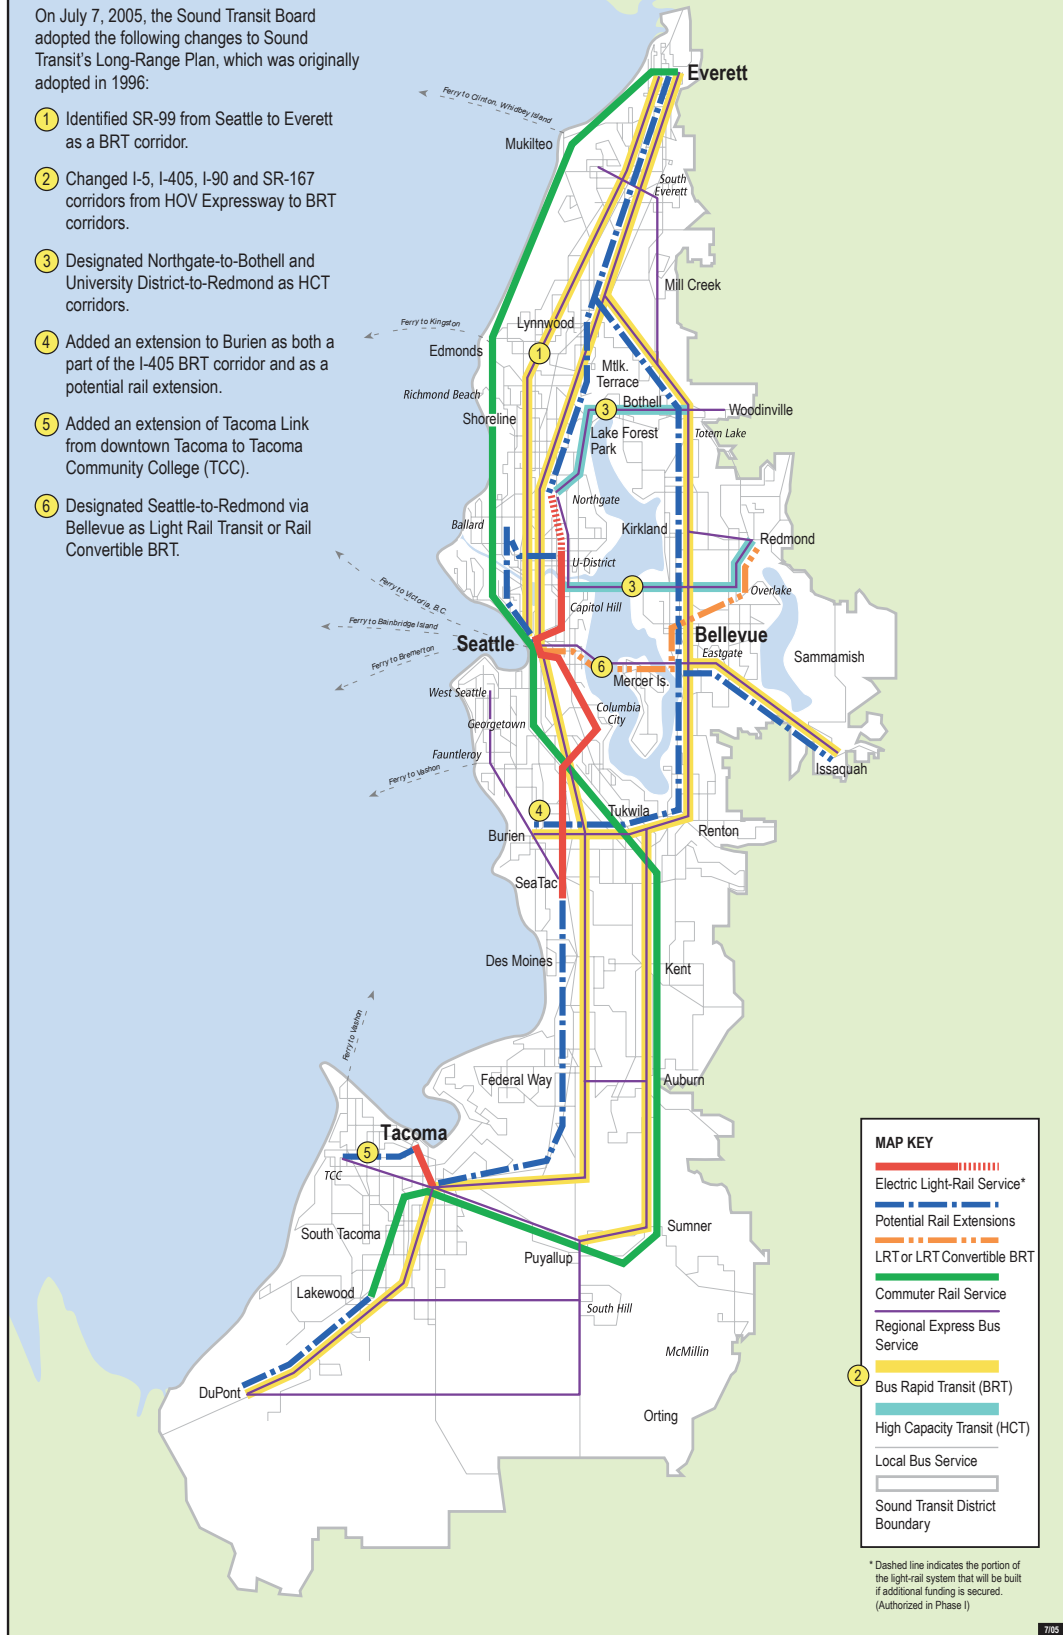 On July 7, 2005, the Sound Transit Board
adopted the following changes to Sound
Transit's Long-Range Plan, which was originally
adopted in 1996:
1 Identified SR-99 from Seattle to Everett
as a BRT corridor.
2 Changed I-5, I-405, I-90 and SR-167
corridors from HOV Expressway to BRT
corridors.
3 Designated Northgate-to-Bothell and
University District-to-Redmond as HCT
corridors.
4 Added an extension to Burien as both a
part of the I-405 BRT corridor and as a
potential rail extension.
5 Added an extension of Tacoma Link
from downtown Tacoma to Tacoma
Community College (TCC).
6 Designated Seattle-to-Redmond via
Bellevue as Light Rail Transit or Rail
Convertible BRT.
Everett
Ferry to Clinton, Whidbey Island
Mukilteo
South
Everett
Mill Creek
Ferry to Kingston
Lynnwood
Edmonds
1
Mtlk.
Terrace
Richmond Beach
Bothell
3
Woodinville
Shoreline
Lake Forest
Park
Totem Lake
Northgate
Ballard
Kirkland
Redmond
U-District
3
Overlake
Ferry to Victoria, B.C.
Capitol Hill
Ferry to Bainbridge Island
Seattle
Bellevue
Ferry to Bremerton
Eastgate
Sammamish
6
Mercer Is.
West Seattle
Columbia
City
Georgetown
Fauntleroy
Ferry to Vashon
Issaquah
4
Tukwila
Burien
Renton
SeaTac
Des Moines
Kent
Ferry to Vashon
Federal Way
Auburn
Tacoma
5
TCC
South Tacoma
Sumner
Puyallup
Lakewood
South Hill
McMillin
DuPont
Orting
MAP KEY
Electric Light-Rail Service*
Potential Rail Extensions
LRT or LRT Convertible BRT
Commuter Rail Service
Regional Express Bus
Service
2
Bus Rapid Transit (BRT)
High Capacity Transit (HCT)
Local Bus Service
Sound Transit District
Boundary
* Dashed line indicates the portion of
the light-rail system that will be built
if additional funding is secured.
(Authorized in Phase I)
7/05